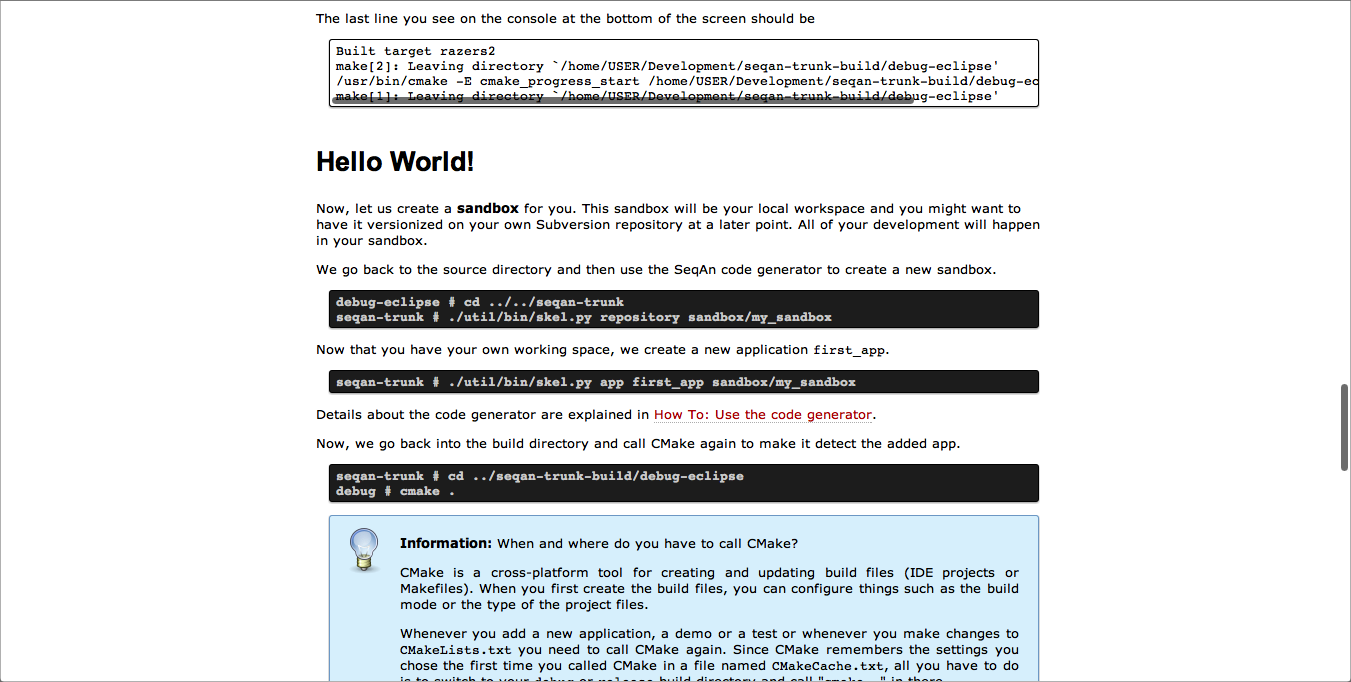 The last line you see on the console at the bottom of the screen should be
Built target razers2
make[2]: Leaving directory `/home/USER/Development/seqan-trunk-build/debug-eclipse'
/usr/bin/cmake -E cmake_progress_start /home/USER/Development/seqan-trunk-build/debug-ec
make[1]: Leaving directory `/home/USER/Development/seqan-trunk-build/debug-eclipse'
Hello World!
Now, let us create a sandbox for you. This sandbox will be your local workspace and you might want to
have it versionized on your own Subversion repository at a later point. All of your development will happen
in your sandbox.
We go back to the source directory and then use the SeqAn code generator to create a new sandbox.
debug-eclipse # cd ../../seqan-trunk
seqan-trunk # ./util/bin/skel.py repository sandbox/my_sandbox
Now that you have your own working space, we create a new application first_app.
seqan-trunk # ./util/bin/skel.py app first_app sandbox/my_sandbox
Details about the code generator are explained in How To: Use the code generator.
Now, we go back into the build directory and call CMake again to make it detect the added app.
seqan-trunk # cd ../seqan-trunk-build/debug-eclipse
debug # cmake .
Information: When and where do you have to call CMake?
CMake is a cross-platform tool for creating and updating build files (IDE projects or
Makefiles). When you first create the build files, you can configure things such as the build
mode or the type of the project files.
Whenever you add a new application, a demo or a test or whenever you make changes to
CMakeLists.txt you need to call CMake again. Since CMake remembers the settings you
chose the first time you called CMake in a file named CMakeCache.txt, all you have to do
is to switch to your debug or release build directory and call "cmake ." in there.